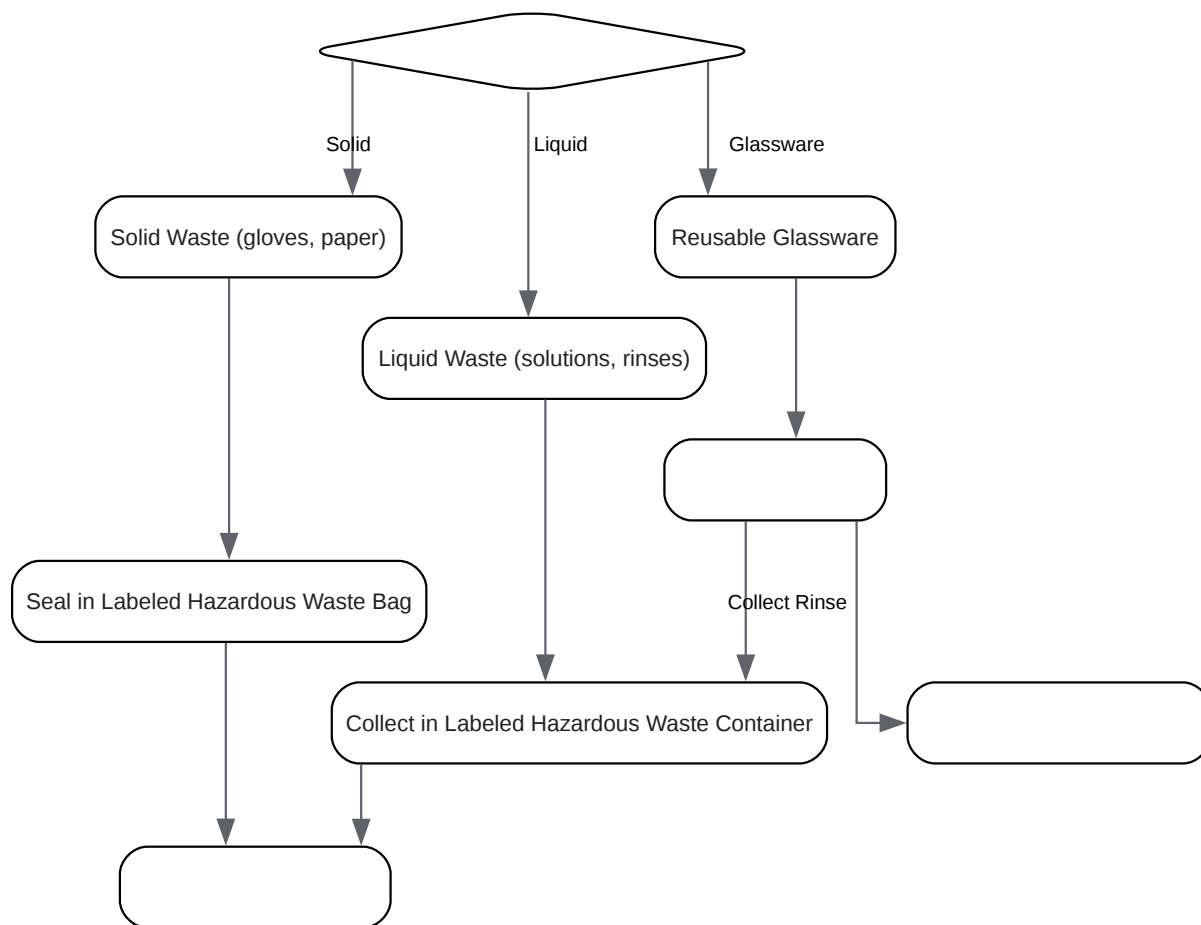 Solid
Liquid
Glassware
Solid Waste (gloves, paper)
Reusable Glassware
Liquid Waste (solutions, rinses)
Seal in Labeled Hazardous Waste Bag
Collect Rinse
Collect in Labeled Hazardous Waste Container